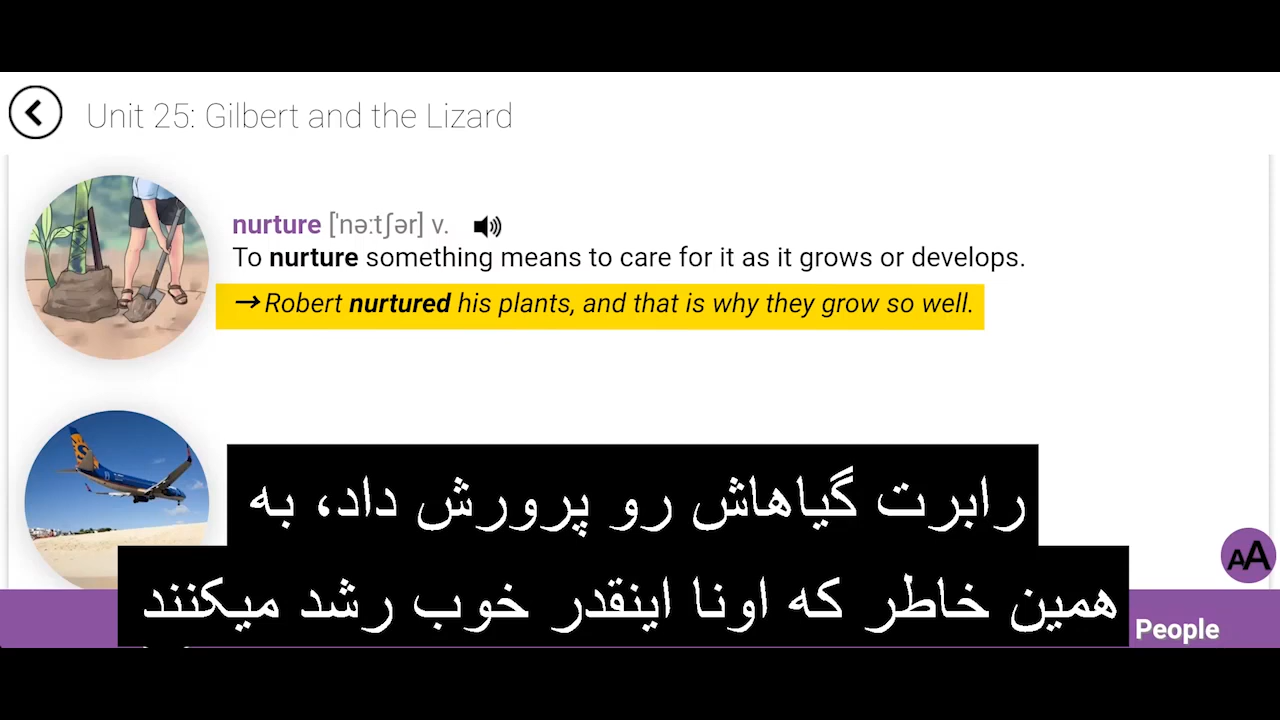 Unit 25: Gilbert and the Lizard
nurture [ˈnəːtʃər] v.
To nurture something means to care for it as it grows or develops.
→ Robert nurtured his plants, and that is why they grow so well.
رابرت گیاهاش رو پرورش داد، به
همین خاطر که اونا اینقدر خوب رشد میکنند
AA
People